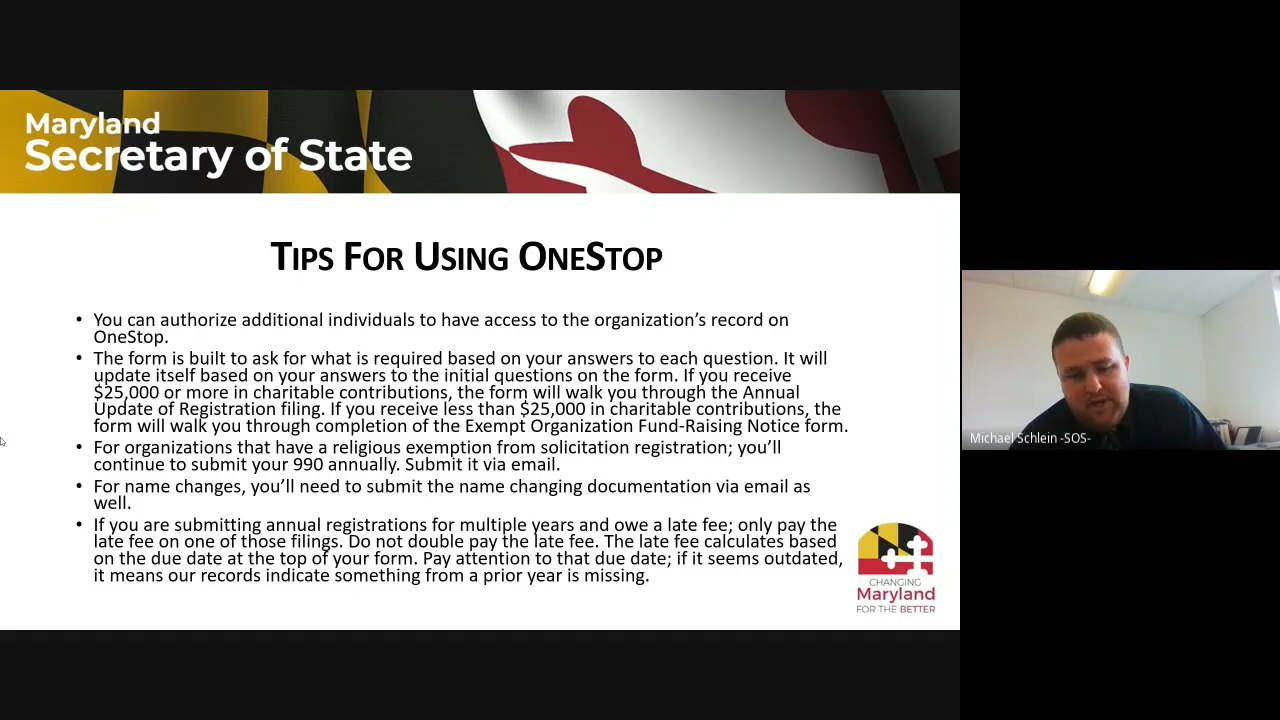 Maryland
Secretary of State
TIPS FOR USING ONESTOP
• You can authorize additional individuals to have access to the organization’s record on
OneStop.
• The form is built to ask for what is required based on your answers to each question. It will
update itself based on your answers to the initial questions on the form. If you receive
$25,000 or more in charitable contributions, the form will walk you through the Annual
Update of Registration filing. If you receive less than $25,000 in charitable contributions, the
form will walk you through completion of the Exempt Organization Fund-Raising Notice form.
• For organizations that have a religious exemption from solicitation registration; you’ll
continue to submit your 990 annually. Submit it via email.
• For name changes, you’ll need to submit the name changing documentation via email as
well.
• If you are submitting annual registrations for multiple years and owe a late fee; only pay the
late fee on one of those filings. Do not double pay the late fee. The late fee calculates based
on the due date at the top of your form. Pay attention to that due date; if it seems outdated,
it means our records indicate something from a prior year is missing.
CHANGING
Maryland
FOR THE BETTER
Michael Schlein -SOS-